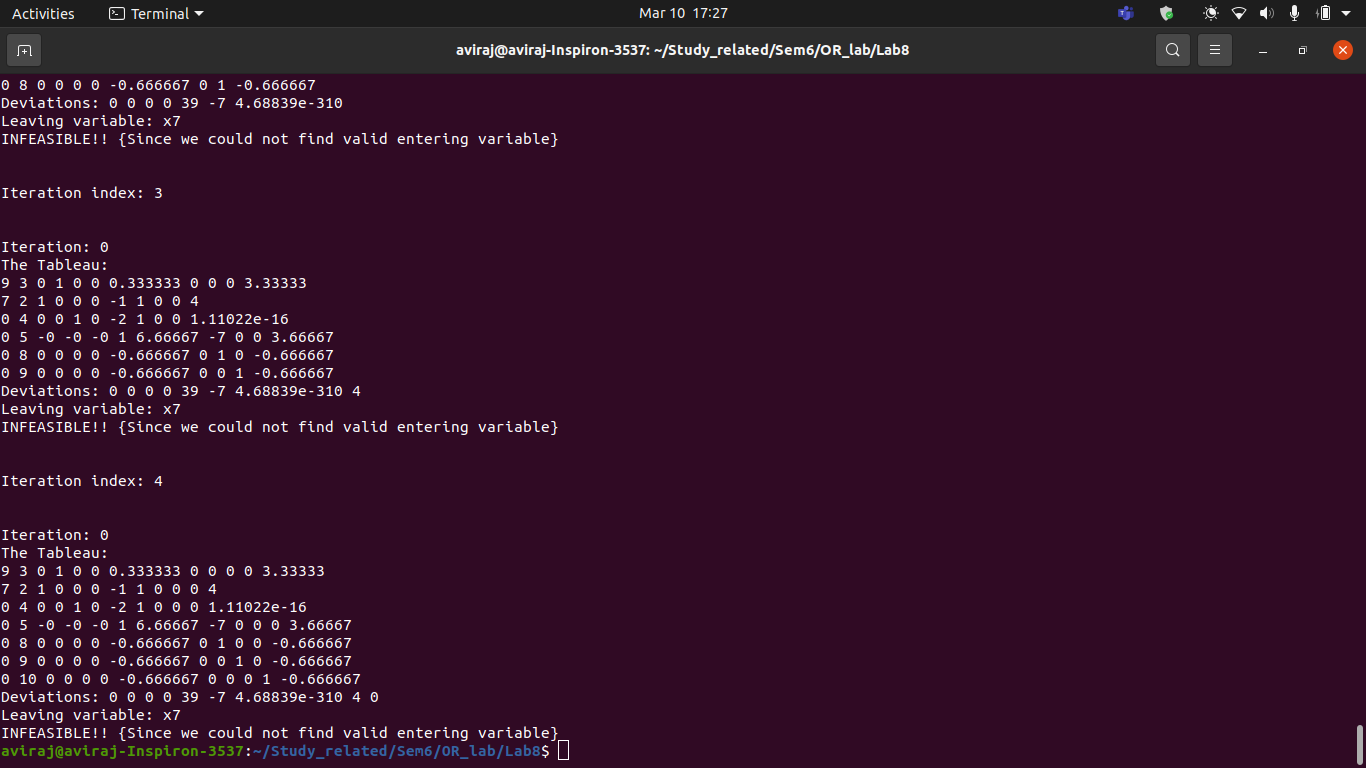 Activities Terminal Mar 10 17:27
aviraj@aviraj-Inspiron-3537: ~/Study_related/Sem6/OR_lab/Lab8
0 8 0 0 0 0 -0.666667 0 1 -0.666667
Deviations: 0 0 0 0 39 -7 4.68839e-310
Leaving variable: x7
INFEASIBLE!! {Since we could not find valid entering variable}
Iteration index: 3
Iteration: 0
The Tableau:
9 3 0 1 0 0 0.333333 0 0 0 3.33333
7 2 1 0 0 0 -1 1 0 0 4
0 4 0 0 1 0 -2 1 0 0 1.11022e-16
0 5 -0 -0 -0 1 6.66667 -7 0 0 3.66667
0 8 0 0 0 0 -0.666667 0 1 0 -0.666667
0 9 0 0 0 0 -0.666667 0 0 1 -0.666667
Deviations: 0 0 0 0 39 -7 4.68839e-310 4
Leaving variable: x7
INFEASIBLE!! {Since we could not find valid entering variable}
Iteration index: 4
Iteration: 0
The Tableau:
9 3 0 1 0 0 0.333333 0 0 0 0 3.33333
7 2 1 0 0 0 -1 1 0 0 0 4
0 4 0 0 1 0 -2 1 0 0 0 1.11022e-16
0 5 -0 -0 -0 1 6.66667 -7 0 0 0 3.66667
0 8 0 0 0 0 -0.666667 0 1 0 0 -0.666667
0 9 0 0 0 0 -0.666667 0 0 1 0 -0.666667
0 10 0 0 0 0 -0.666667 0 0 0 1 -0.666667
Deviations: 0 0 0 0 39 -7 4.68839e-310 4 0
Leaving variable: x7
INFEASIBLE!! {Since we could not find valid entering variable}
aviraj@aviraj-Inspiron-3537:~/Study_related/Sem6/OR_lab/Lab8$